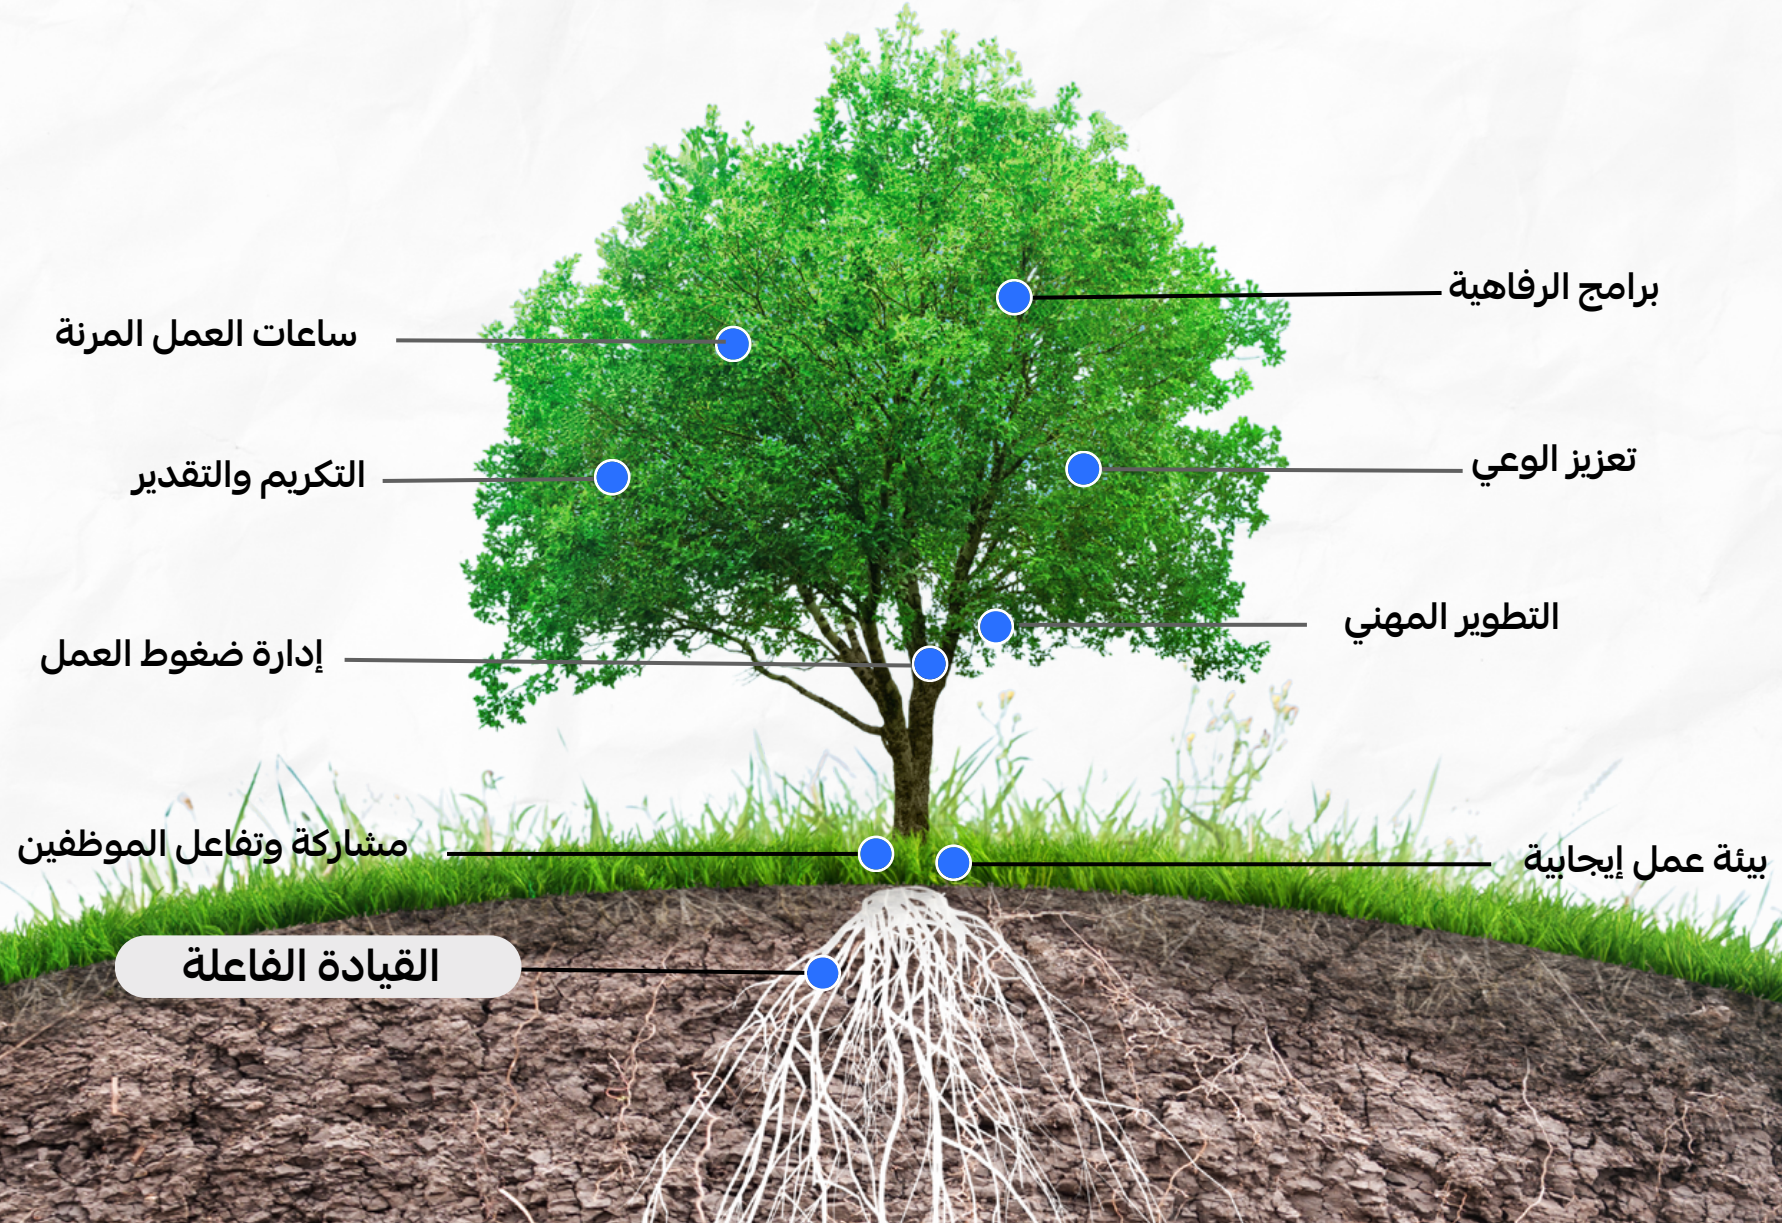 برامج الرفاهية
ساعات العمل المرنة
تعزيز الوعي
التكريم والتقدير
التطوير المهني
إدارة ضغوط العمل
بيئة عمل إيجابية
مشاركة وتفاعل الموظفين
القيادة الفاعلة